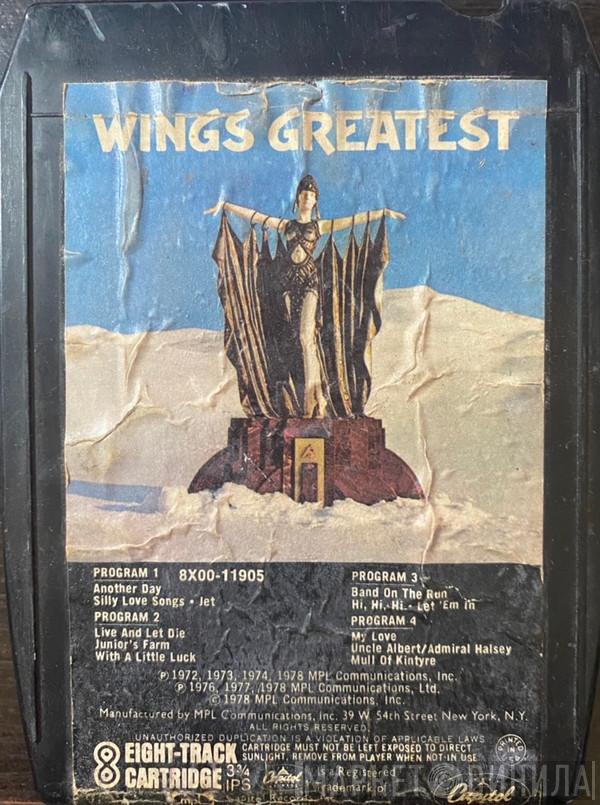 WINGS GREATEST
PROGRAM 1 8X00-11905
Another Day
Silly Love Songs • Jet
PROGRAM 2
Live And Let Die
Junior's Farm
With A Little Luck
PROGRAM 3
Band On The Run
Hi, Hi, Hi • Let 'Em In
PROGRAM 4
My Love
Uncle Albert/Admiral Halsey
Mull Of Kintyre
℗ 1972, 1973, 1974, 1978 MPL Communications, Inc.
℗ 1976, 1977, 1978 MPL Communications, Ltd.
© 1978 MPL Communications, Inc.
Manufactured by MPL Communications, Inc. 39 W. 54th Street New York, N.Y.
ALL RIGHTS RESERVED.
UNAUTHORIZED DUPLICATION IS A VIOLATION OF APPLICABLE LAWS
8 EIGHT-TRACK CARTRIDGE 3¾ IPS
CARTRIDGE MUST NOT BE LEFT EXPOSED TO DIRECT
SUNLIGHT. REMOVE FROM PLAYER WHEN NOT IN USE
Capitol is a Registered
Trademark of
Capitol
PRINTED IN